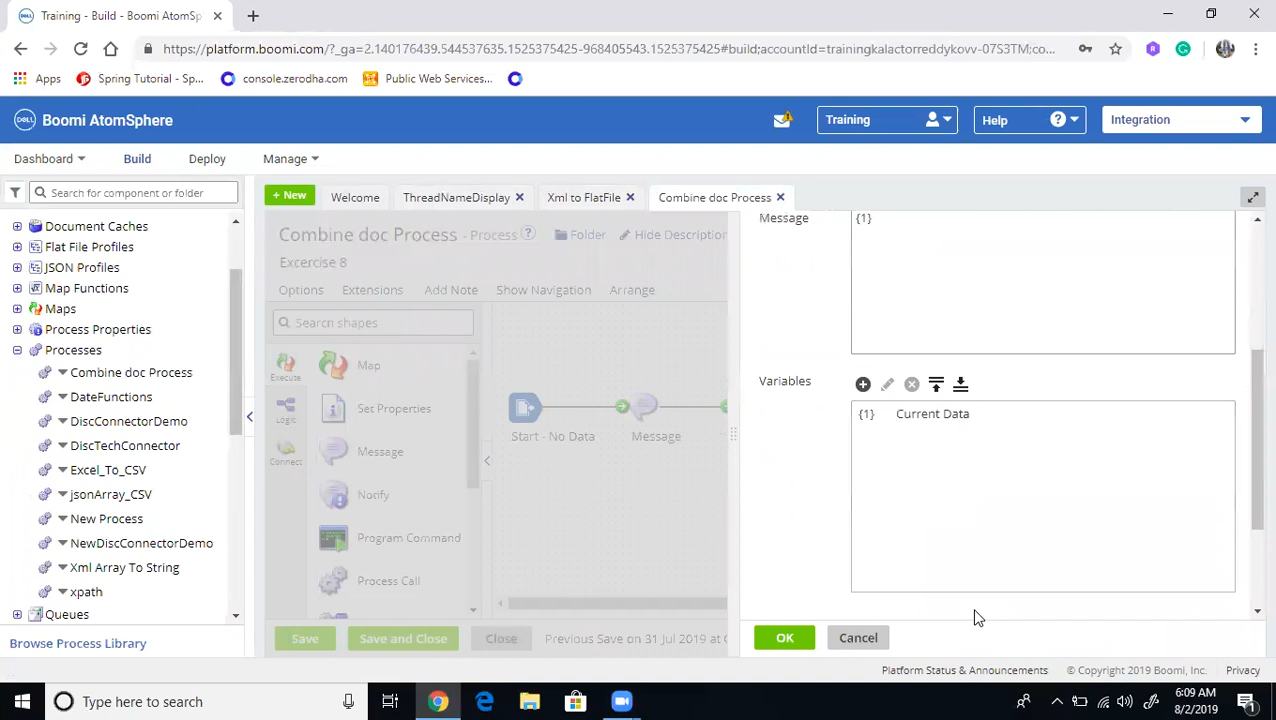 Training - Build - Boomi AtomSp
https://platform.boomi.com/?_ga=2.140176439.544537635.1525375425-968405543.1525375425#build;accountId=trainingkalactorreddykovv-07S3TM;co...
Apps
Spring Tutorial - Sp...
console.zerodha.com
Public Web Services...
DELL Boomi AtomSphere
Training
Help
Integration
Dashboard
Build
Deploy
Manage
Search for component or folder
+ New
Welcome
ThreadNameDisplay
Xml to FlatFile
Combine doc Process
Document Caches
Flat File Profiles
JSON Profiles
Map Functions
Maps
Process Properties
Processes
Combine doc Process
DateFunctions
DiscConnectorDemo
DiscTechConnector
Excel_To_CSV
jsonArray_CSV
New Process
NewDiscConnectorDemo
Xml Array To String
xpath
Queues
Browse Process Library
Combine doc Process - Process
Folder
Hide Description
Excercise 8
Options
Extensions
Add Note
Show Navigation
Arrange
Search shapes
Execute
Logic
Connect
Map
Set Properties
Message
Notify
Program Command
Process Call
Start - No Data
Message
Save
Save and Close
Close
Previous Save on 31 Jul 2019 at
Message
{1}
Variables
{1} Current Data
OK
Cancel
Platform Status & Announcements
© Copyright 2019 Boomi, Inc.
Privacy
Type here to search
6:09 AM
8/2/2019
1